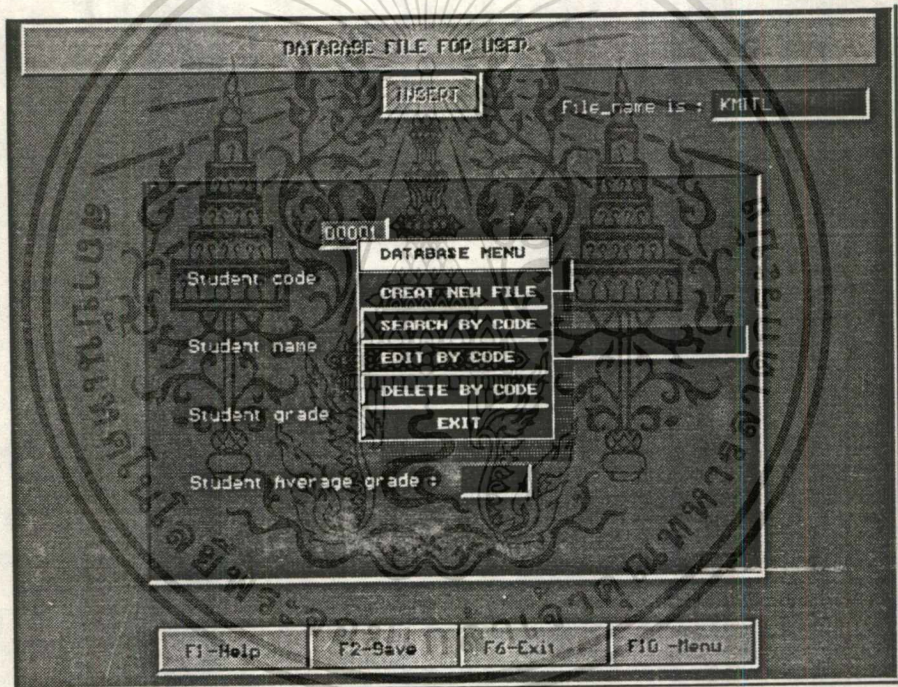 DATABASE FILE FOR USER
INSERT
File_name is : KMITL
00001
DATABASE MENU
Student code
CREAT NEW FILE
SEARCH BY CODE
Student name
EDIT BY CODE
DELETE BY CODE
Student grade
EXIT
Student Average grade :
F1-Help
F2-Save
F6-Exit
F10 -Menu